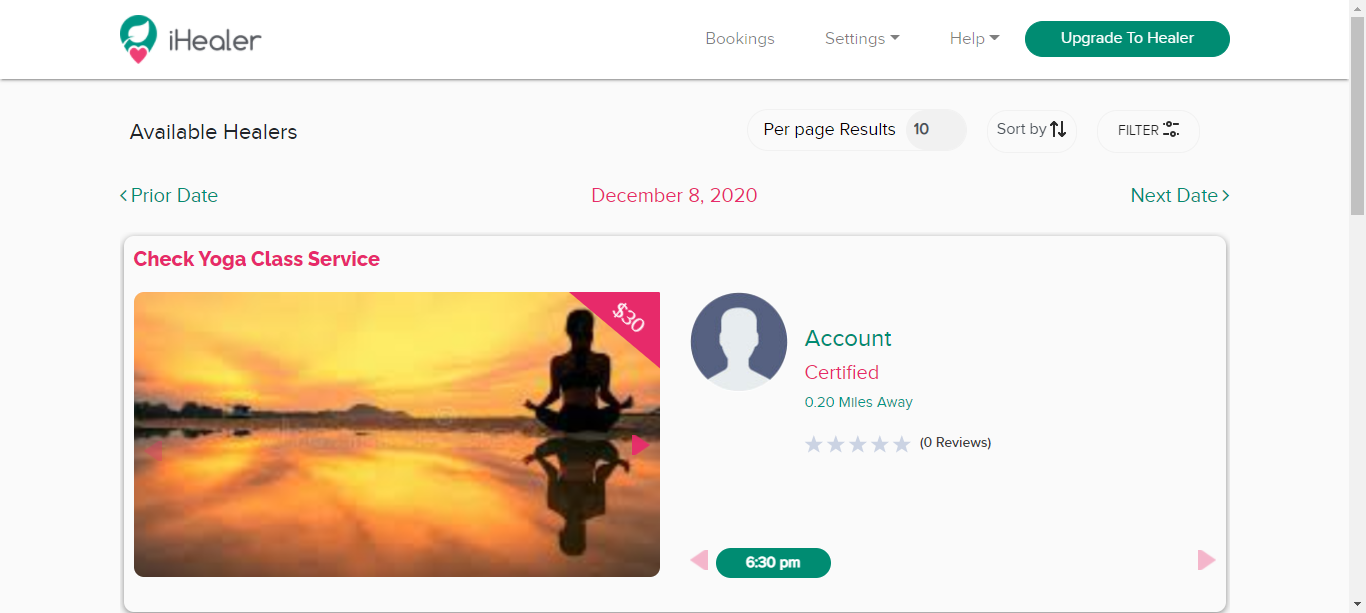 iHealer
Bookings
Settings
Help
Upgrade To Healer
Available Healers
Per page Results 10
Sort by
FILTER
Prior Date
December 8, 2020
Next Date
Check Yoga Class Service
$30
Account
Certified
0.20 Miles Away
(0 Reviews)
6:30 pm